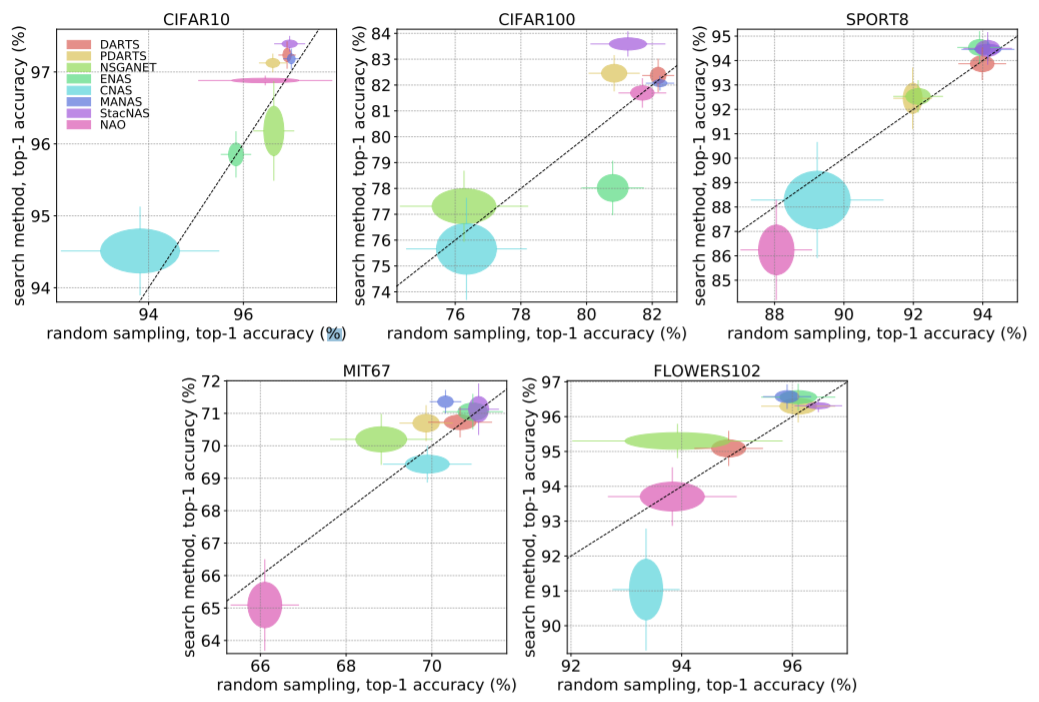 CIFAR10
search method, top-1 accuracy (%)
97
96
95
94
DARTS
PDARTS
NSGANET
ENAS
CNAS
MANAS
StacNAS
NAO
94
96
random sampling, top-1 accuracy (%)
CIFAR100
search method, top-1 accuracy (%)
84
83
82
81
80
79
78
77
76
75
74
76
78
80
82
random sampling, top-1 accuracy (%)
SPORT8
search method, top-1 accuracy (%)
95
94
93
92
91
90
89
88
87
86
85
88
90
92
94
random sampling, top-1 accuracy (%)
MIT67
search method, top-1 accuracy (%)
72
71
70
69
68
67
66
65
64
66
68
70
random sampling, top-1 accuracy (%)
FLOWERS102
search method, top-1 accuracy (%)
97
96
95
94
93
92
91
90
92
94
96
random sampling, top-1 accuracy (%)